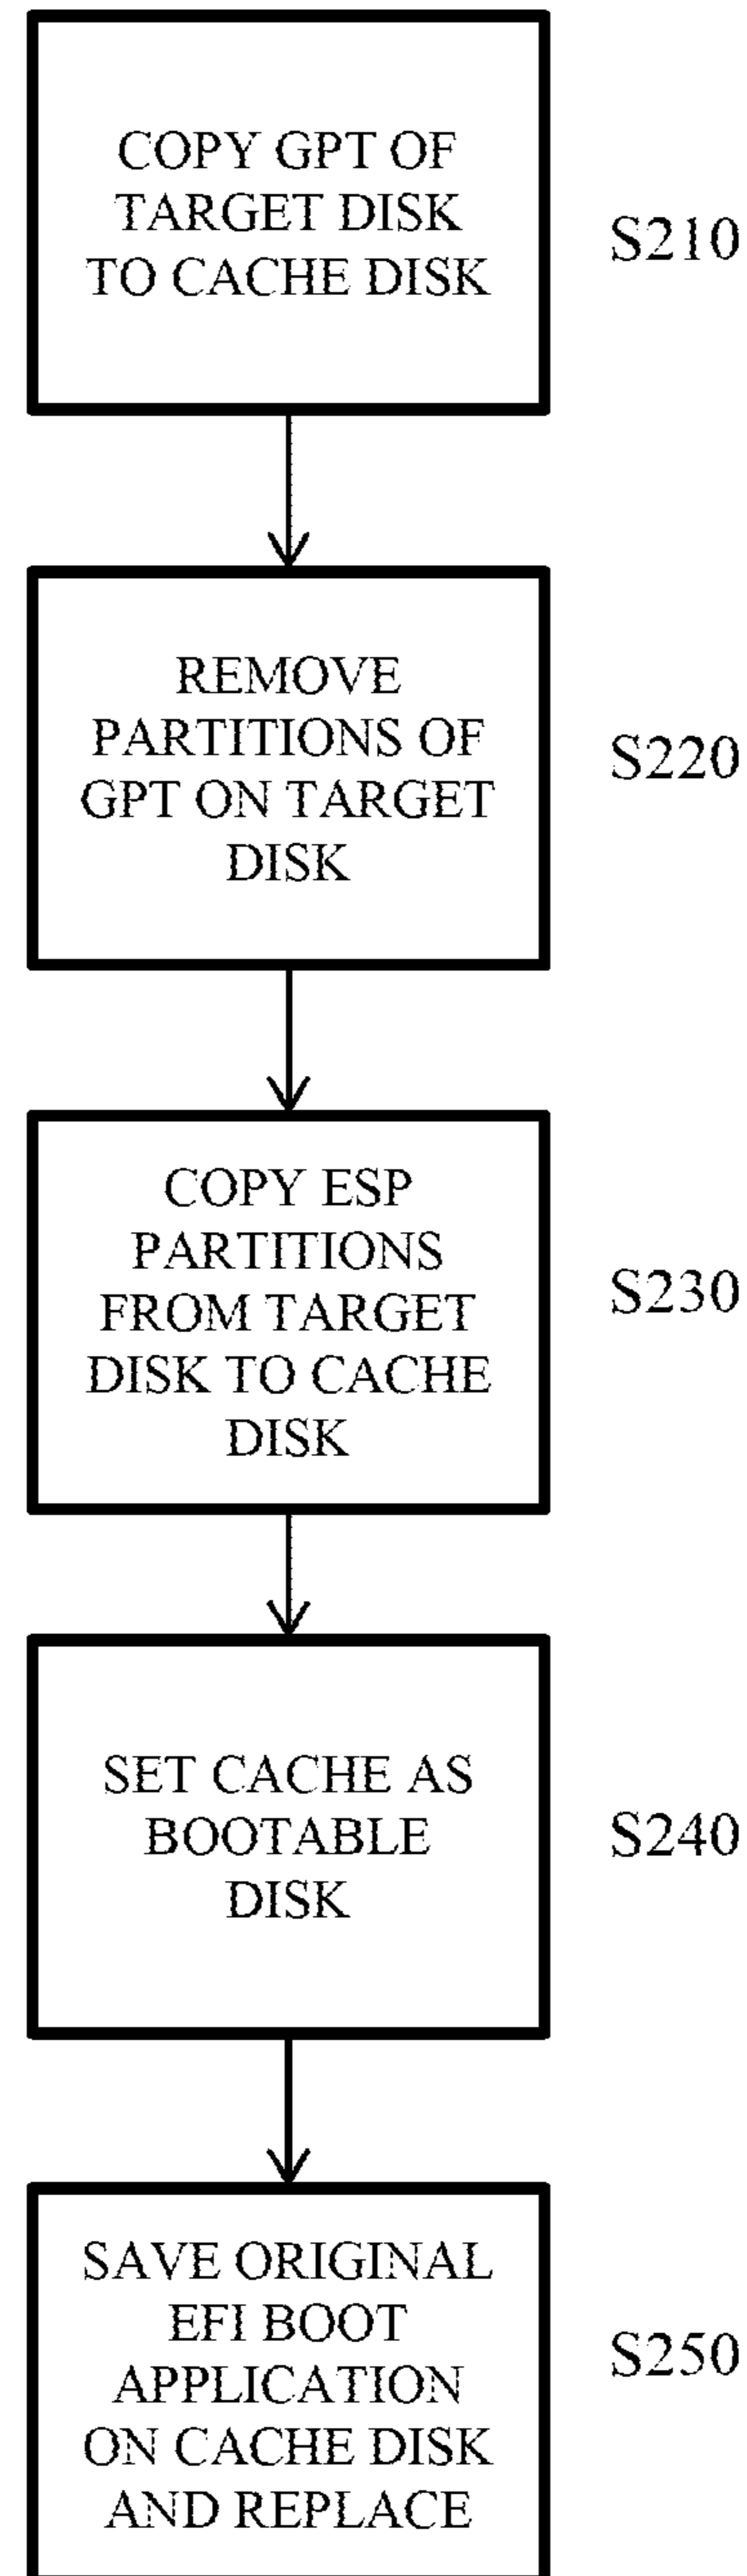 COPY GPT OF
TARGET DISK
TO CACHE DISK
S210
REMOVE
PARTITIONS OF
GPT ON TARGET
DISK
S220
COPY ESP
PARTITIONS
FROM TARGET
DISK TO CACHE
DISK
S230
SET CACHE AS
BOOTABLE
DISK
S240
SAVE ORIGINAL
EFI BOOT
APPLICATION
ON CACHE DISK
AND REPLACE
S250